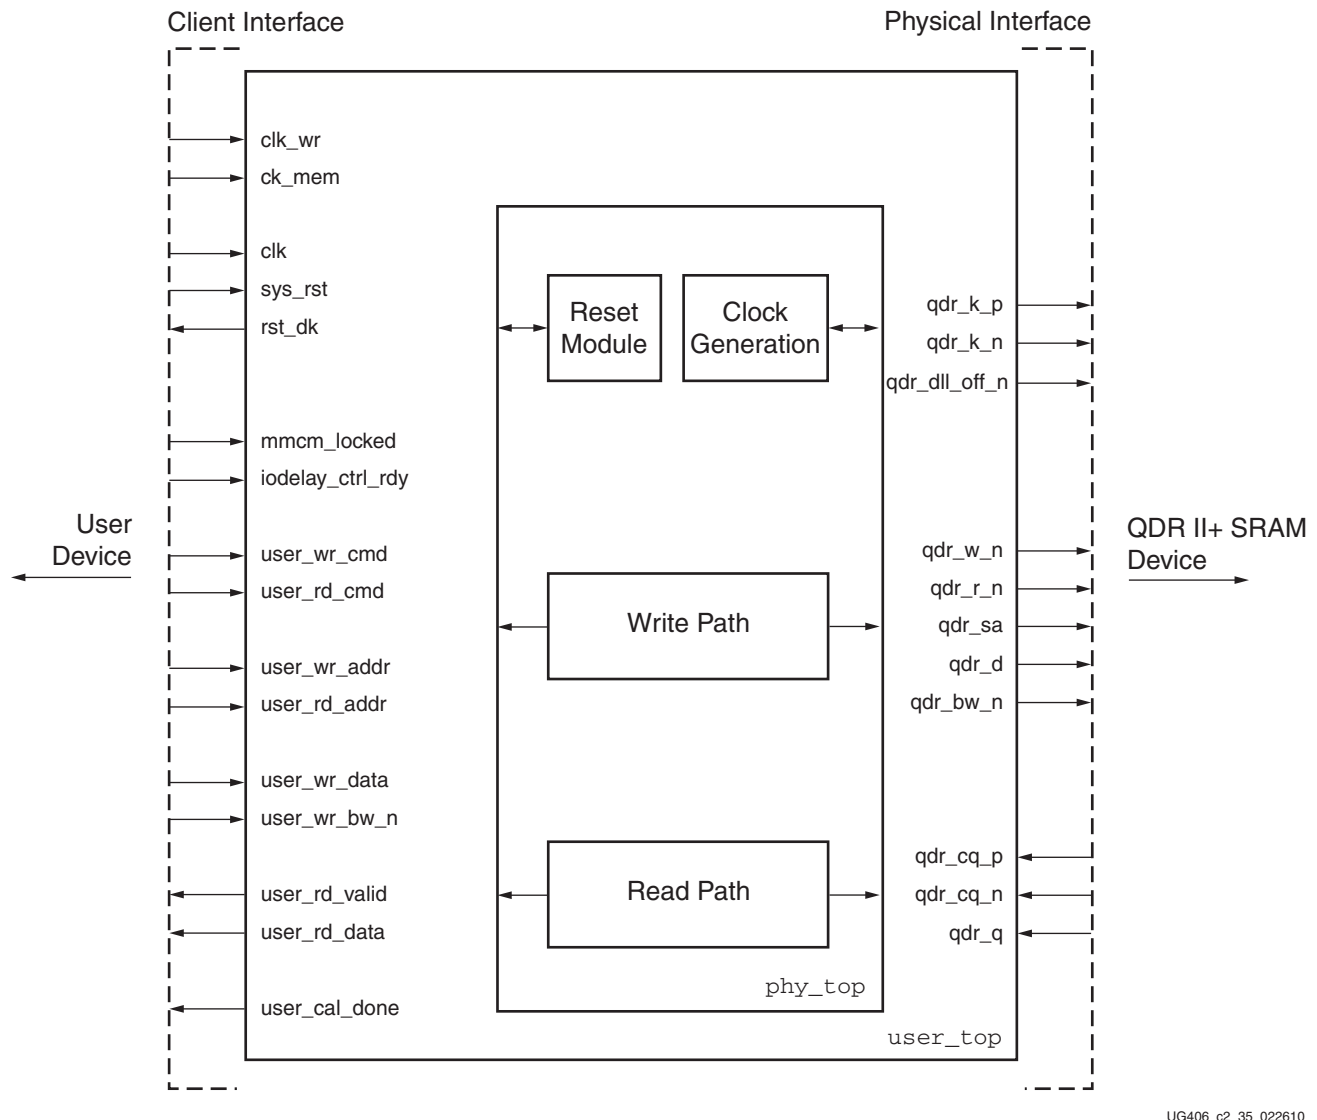 Client Interface
Physical Interface
clk_wr
ck_mem
clk
sys_rst
rst_dk
mmcm_locked
iodelay_ctrl_rdy
User
Device
user_wr_cmd
user_rd_cmd
user_wr_addr
user_rd_addr
user_wr_data
user_wr_bw_n
user_rd_valid
user_rd_data
user_cal_done
Reset
Module
Clock
Generation
Write Path
Read Path
phy_top
user_top
qdr_k_p
qdr_k_n
qdr_dll_off_n
qdr_w_n
qdr_r_n
qdr_sa
qdr_d
qdr_bw_n
qdr_cq_p
qdr_cq_n
qdr_q
QDR II+ SRAM
Device
UG406_c2_35_022610